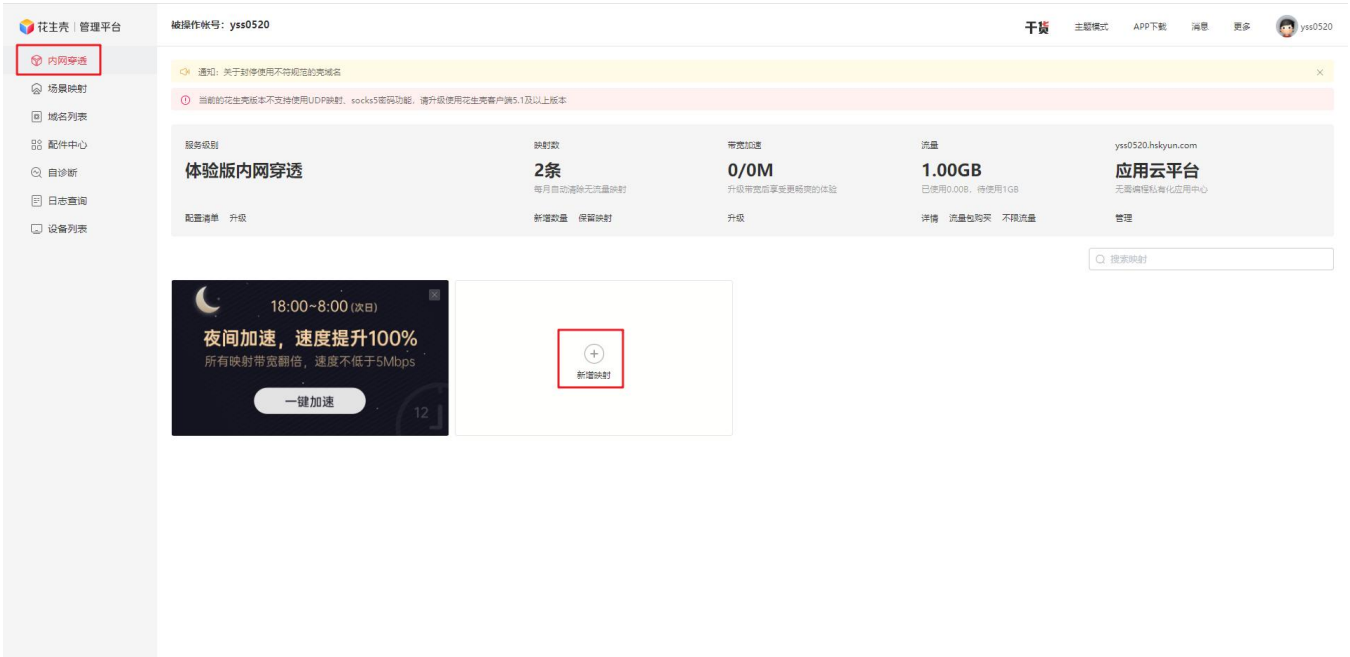 花生壳 | 管理平台
被操作帐号：yss0520
干货 主题模式 APP下载 消息 更多 yss0520
内网穿透
场景映射
域名列表
配件中心
自诊断
日志查询
设备列表
通知：关于封停使用不符规范的壳域名
当前的花生壳版本不支持使用UDP映射、socks5密码功能，请升级使用花生壳客户端5.1及以上版本
服务级别
体验版内网穿透
配置清单 升级
映射数
2条
每月自动清除无流量映射
新增数量 保留映射
带宽加速
0/0M
升级带宽后享受更畅爽的体验
升级
流量
1.00GB
已使用0.00B，待使用1GB
详情 流量包购买 不限流量
yss0520.hskyun.com
应用云平台
无需编程私有化应用中心
管理
搜索映射
18:00~8:00 (次日)
夜间加速，速度提升100%
所有映射带宽翻倍，速度不低于5Mbps
一键加速
12
新增映射